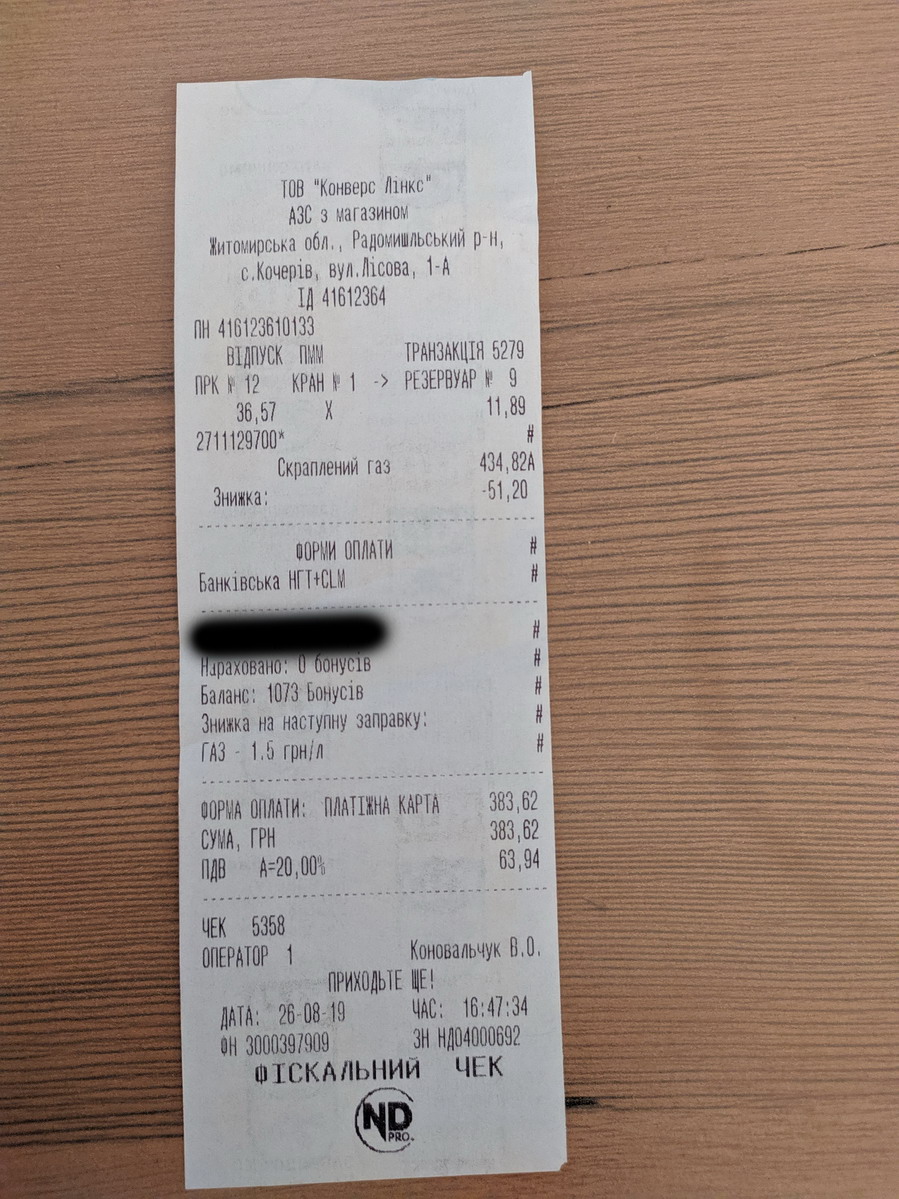 ТОВ "Конверс Лінкс"
АЗС з магазином
Житомирська обл., Радомишльський р-н,
с.Кочерів, вул.Лісова, 1-А
ІД 41612364
ПН 416123610133
ВІДПУСК ПММ ТРАНЗАКЦІЯ 5279
ПРК № 12 КРАН № 1 -> РЕЗЕРВУАР № 9
36,57 X 11,89
2711129700* #
Скраплений газ 434,82А
Знижка: -51,20
ФОРМИ ОПЛАТИ #
Банківська НГТ+CLM #
#
Нараховано: 0 бонусів #
Баланс: 1073 Бонусів #
Знижка на наступну заправку: #
ГАЗ - 1.5 грн/л #
ФОРМА ОПЛАТИ: ПЛАТІЖНА КАРТА 383,62
СУМА, ГРН 383,62
ПДВ А=20,00% 63,94
ЧЕК 5358
ОПЕРАТОР 1 Коновальчук В.О.
ПРИХОДЬТЕ ЩЕ!
ДАТА: 26-08-19 ЧАС: 16:47:34
ФН 3000397909 ЗН НД04000692
ФІСКАЛЬНИЙ ЧЕК
ND
PRO.